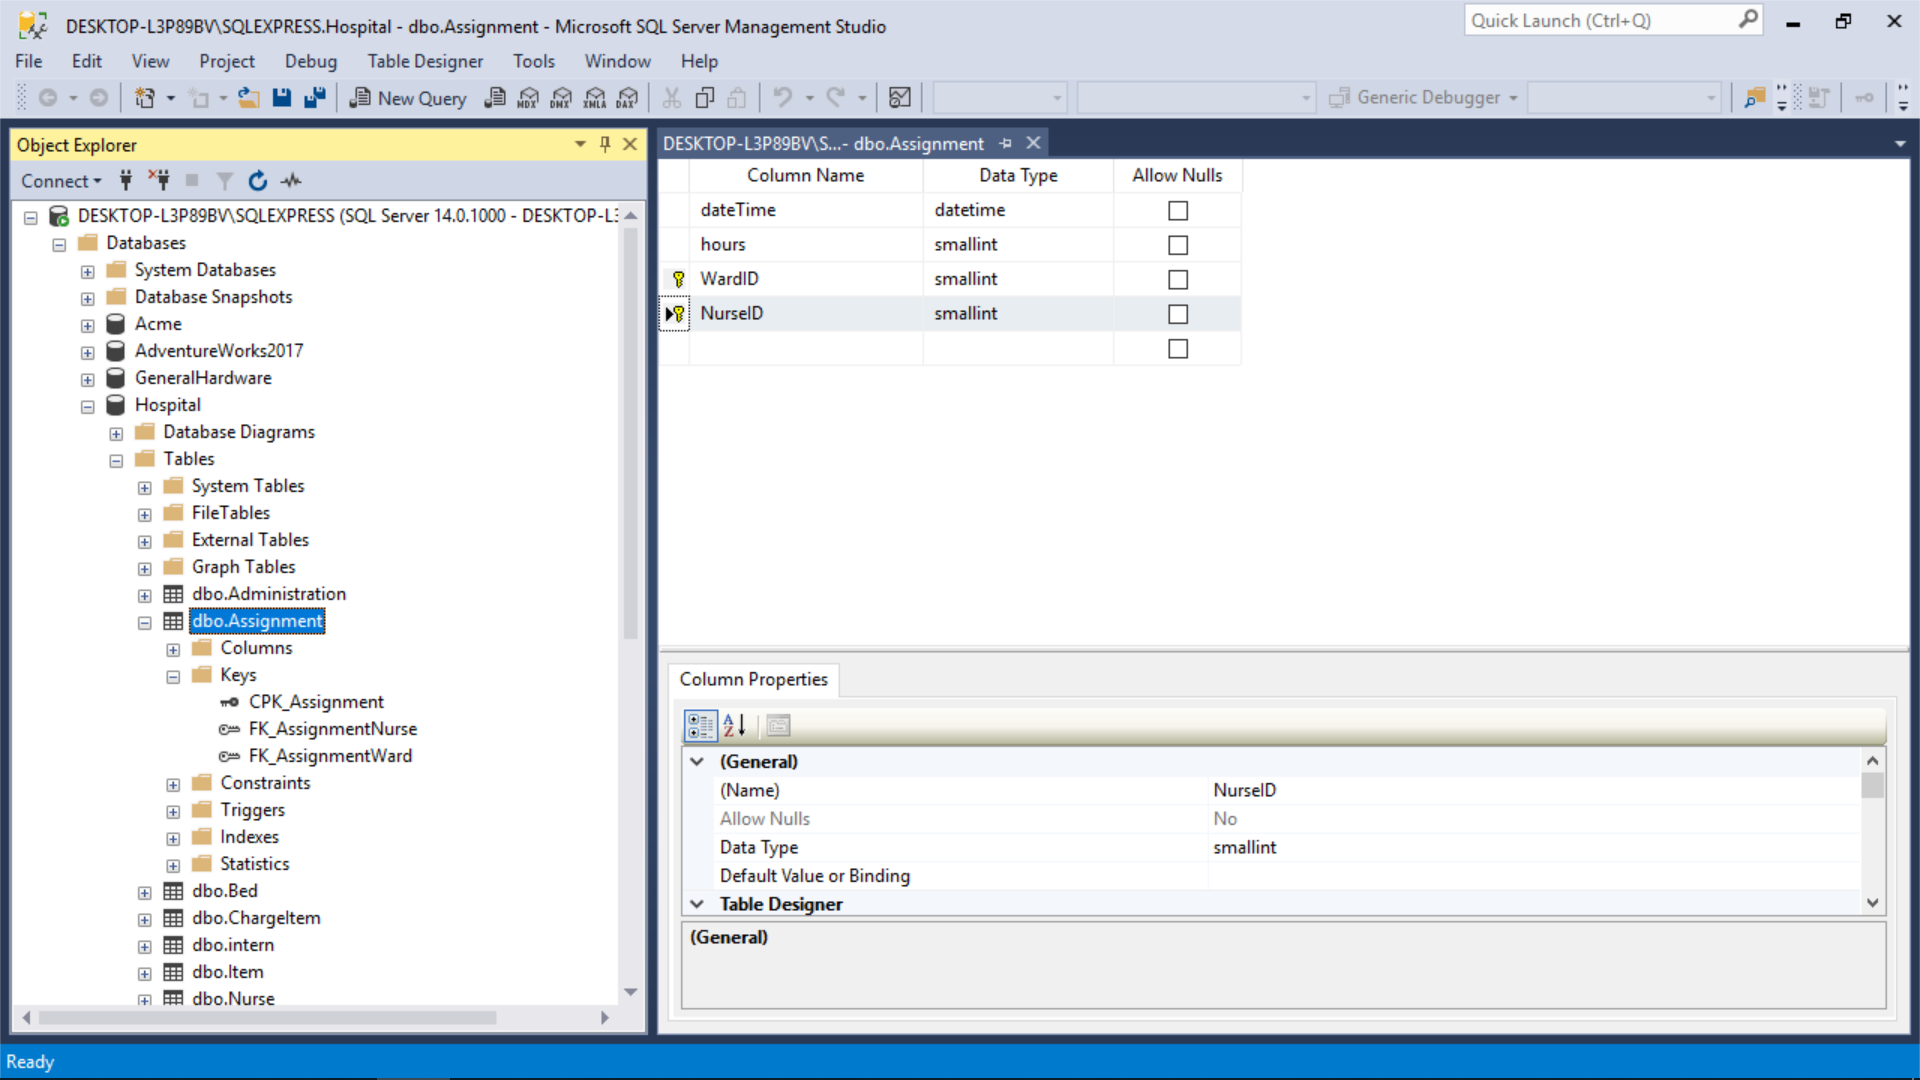 DESKTOP-L3P89BV\SQLEXPRESS.Hospital - dbo.Assignment - Microsoft SQL Server Management Studio
Quick Launch (Ctrl+Q)
File Edit View Project Debug Table Designer Tools Window Help
New Query MDX DMX XMLA DAX Generic Debugger
Object Explorer
Connect
DESKTOP-L3P89BV\SQLEXPRESS (SQL Server 14.0.1000 - DESKTOP-L3
Databases
System Databases
Database Snapshots
Acme
AdventureWorks2017
GeneralHardware
Hospital
Database Diagrams
Tables
System Tables
FileTables
External Tables
Graph Tables
dbo.Administration
dbo.Assignment
Columns
Keys
CPK_Assignment
FK_AssignmentNurse
FK_AssignmentWard
Constraints
Triggers
Indexes
Statistics
dbo.Bed
dbo.ChargeItem
dbo.intern
dbo.Item
dbo.Nurse
DESKTOP-L3P89BV\S...- dbo.Assignment
Column Name Data Type Allow Nulls
dateTime datetime
hours smallint
WardID smallint
NurseID smallint
Column Properties
(General)
(Name) NurseID
Allow Nulls No
Data Type smallint
Default Value or Binding
Table Designer
(General)
Ready